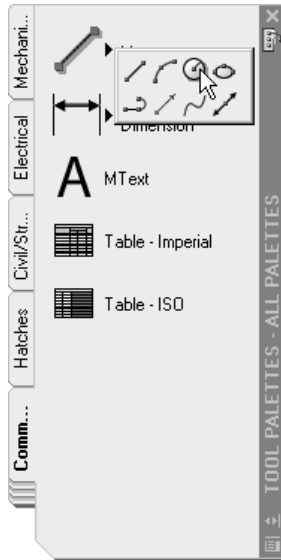 Mechani...
Electrical
Civil/Str...
Hatches
Comm...
Dimension
A
MText
Table - Imperial
Table - ISO
TOOL PALETTES - ALL PALETTES